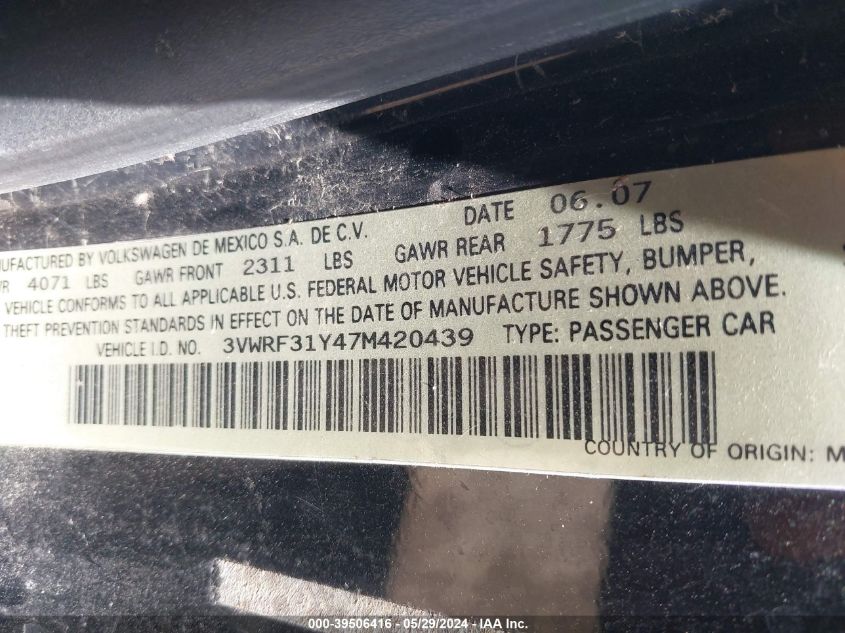 DATE 06.07
MANUFACTURED BY VOLKSWAGEN DE MEXICO S.A. DE C.V.
4071 LBS GAWR FRONT 2311 LBS GAWR REAR 1775 LBS
VEHICLE CONFORMS TO ALL APPLICABLE U.S. FEDERAL MOTOR VEHICLE SAFETY, BUMPER,
THEFT PREVENTION STANDARDS IN EFFECT ON THE DATE OF MANUFACTURE SHOWN ABOVE.
VEHICLE I.D. NO. 3VWRF31Y47M420439 TYPE: PASSENGER CAR
COUNTRY OF ORIGIN: M
©39506416 - 05/29/2024 - IAA Inc.